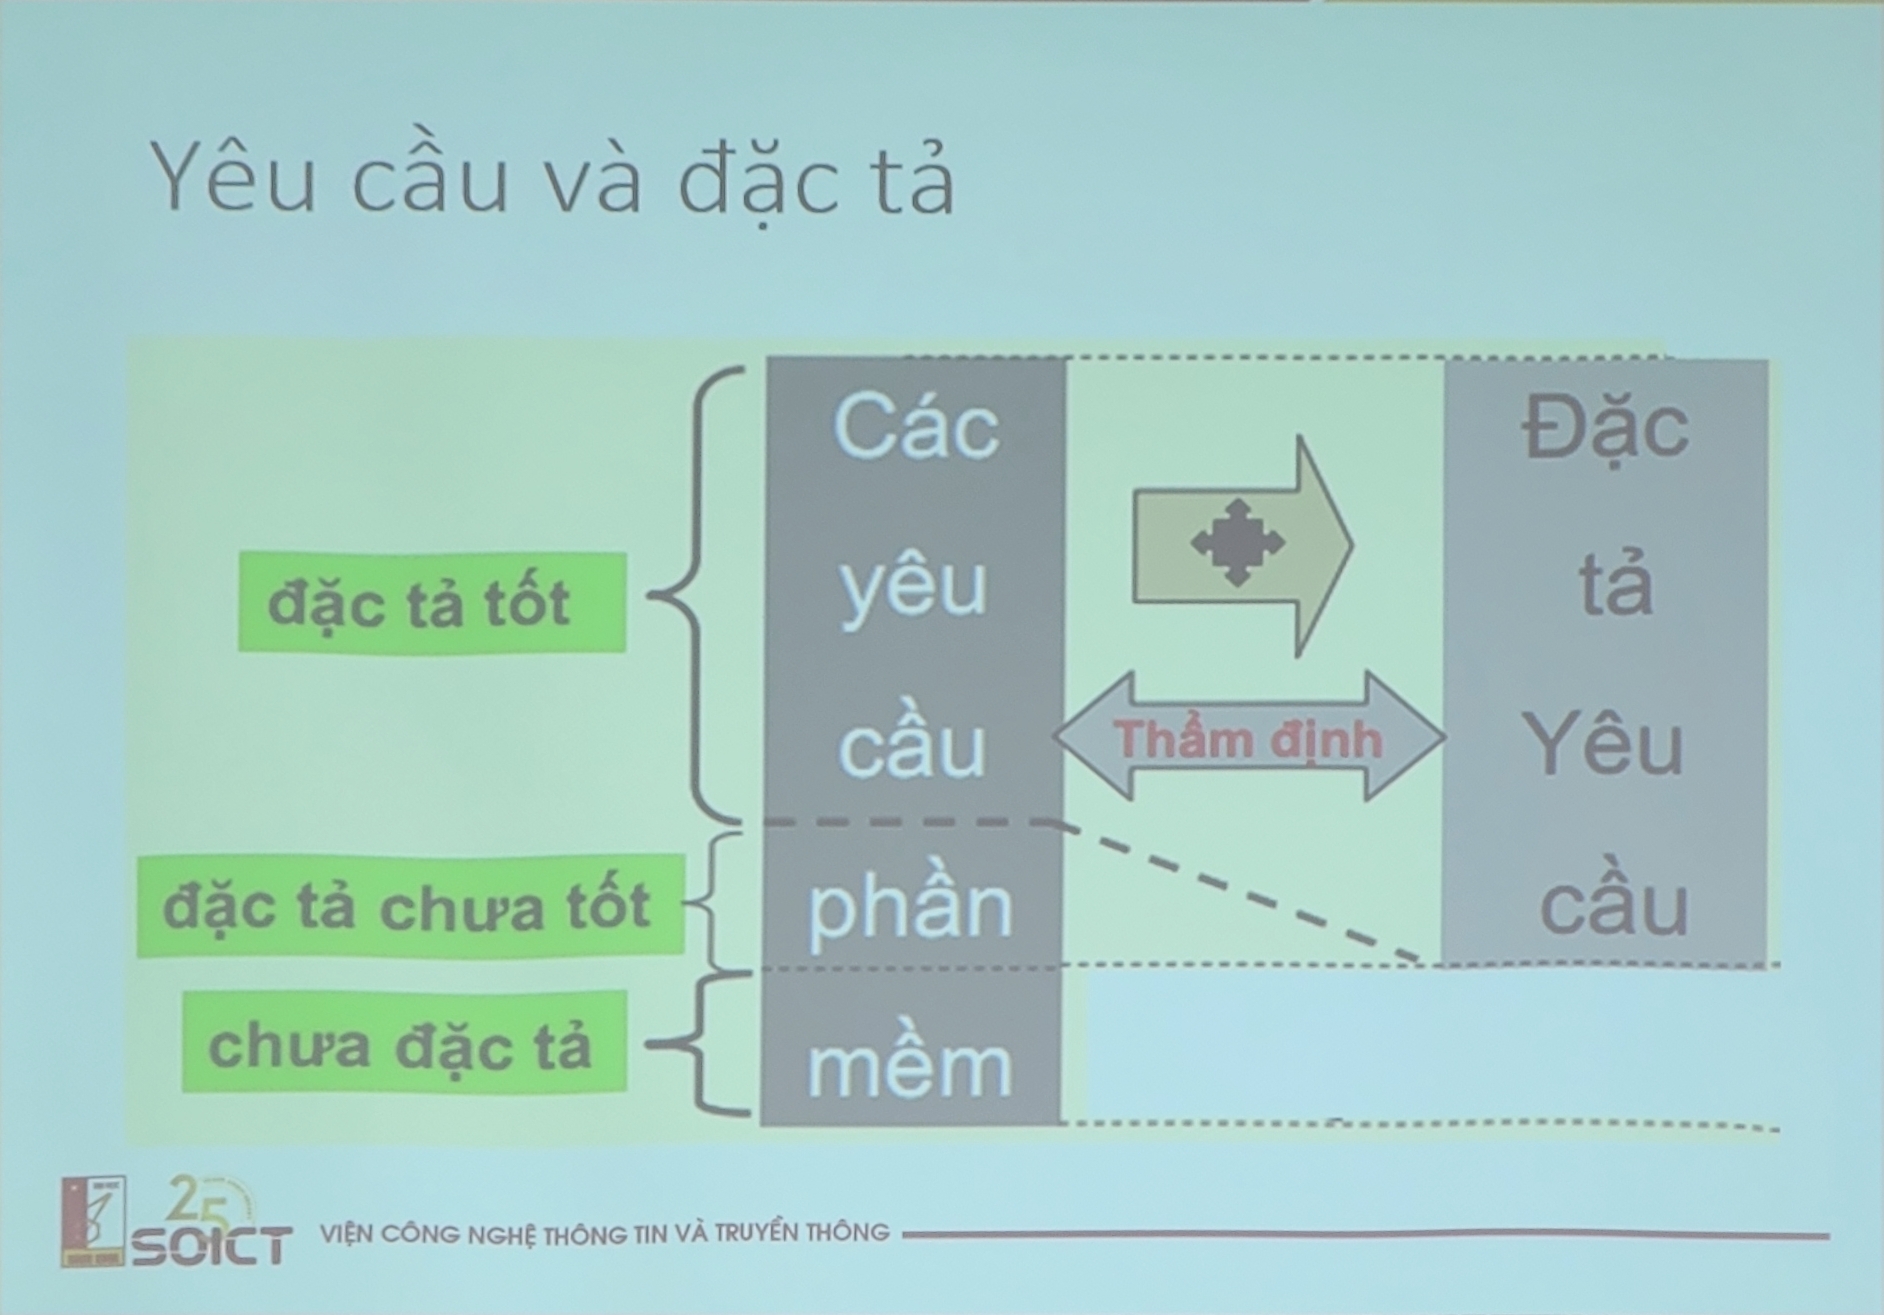 Yêu cầu và đặc tả
Các
yêu
cầu
phần
mềm
đặc tả tốt
đặc tả chưa tốt
chưa đặc tả
Thẩm định
Đặc
tả
Yêu
cầu
25
SOICT
VIỆN CÔNG NGHỆ THÔNG TIN VÀ TRUYỀN THÔNG